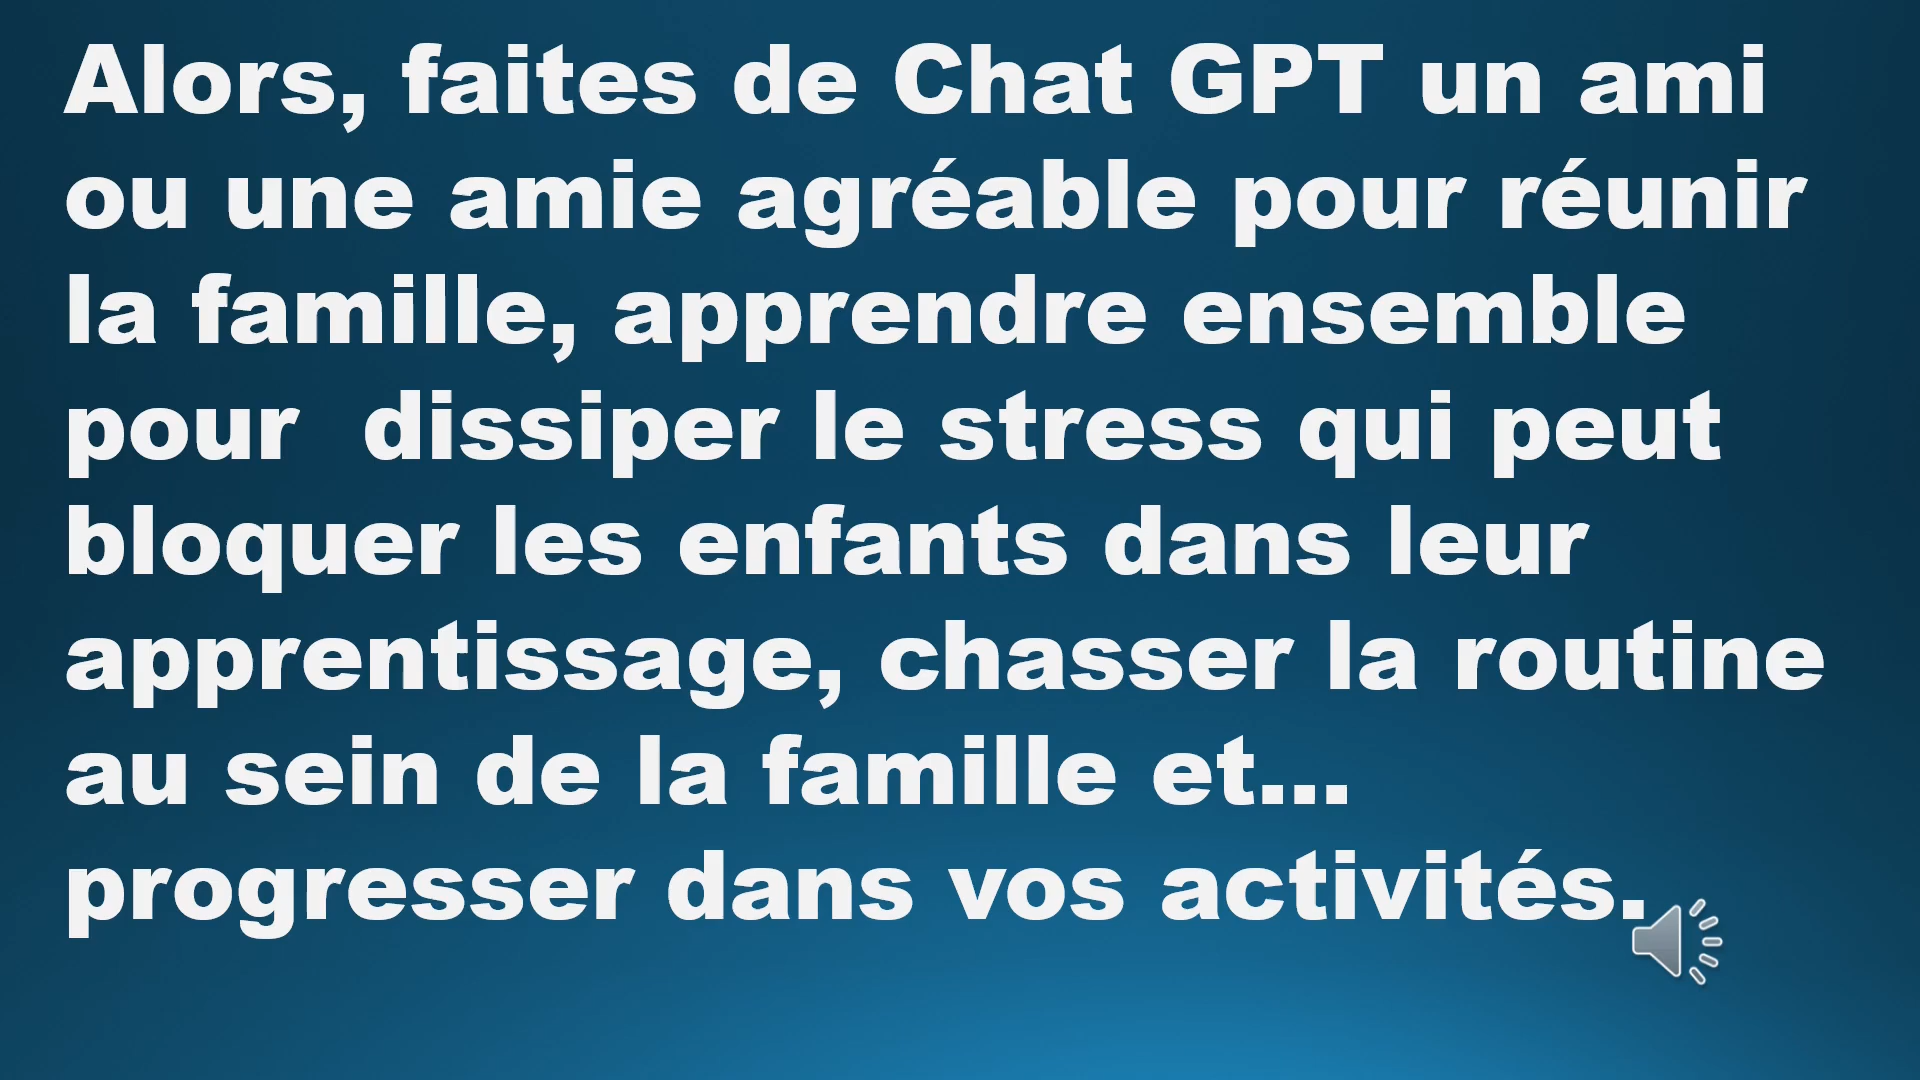 Alors, faites de Chat GPT un ami
ou une amie agréable pour réunir
la famille, apprendre ensemble
pour  dissiper le stress qui peut
bloquer les enfants dans leur
apprentissage, chasser la routine
au sein de la famille et…
progresser dans vos activités.